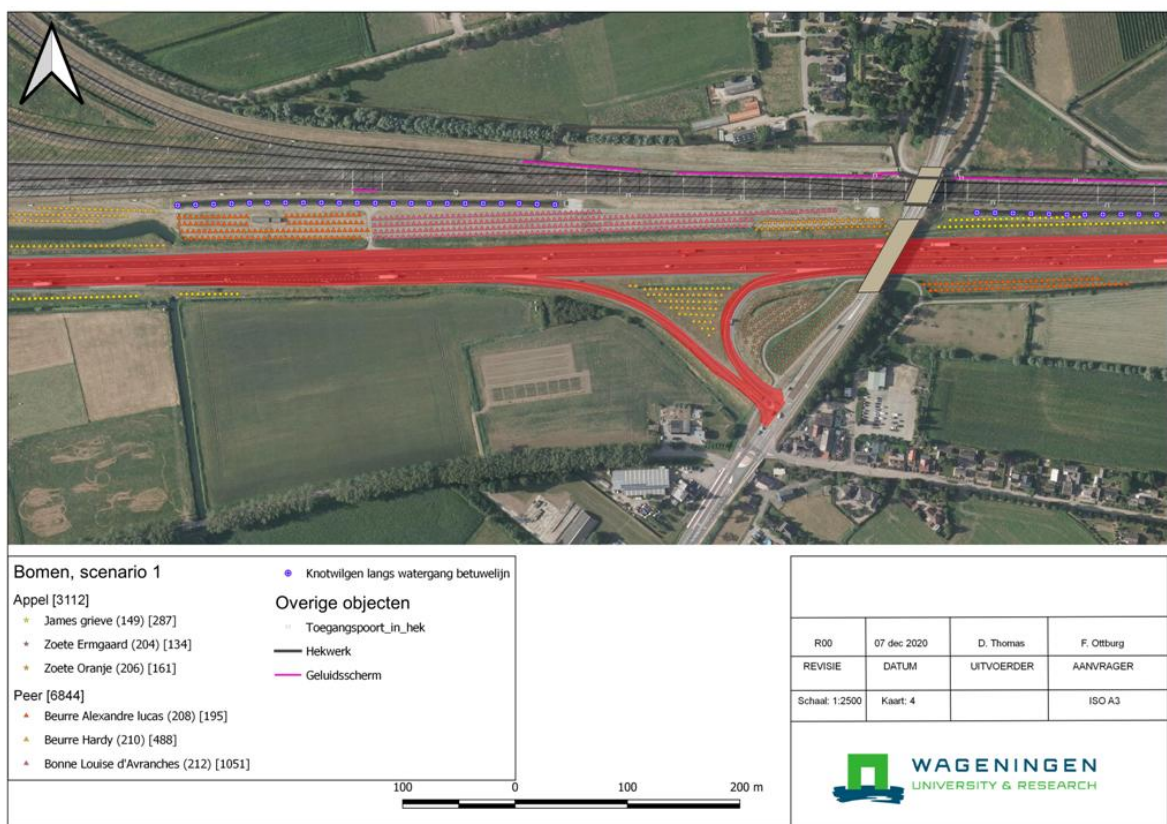 Bomen, scenario 1
Appel [3112]
James grieve (149) [287]
Zoete Ermgaard (204) [134]
Zoete Oranje (206) [161]
Peer [6844]
Beurre Alexandre lucas (208) [195]
Beurre Hardy (210) [488]
Bonne Louise d'Avranches (212) [1051]
Knotwilgen langs watergang betuwelijn
Overige objecten
Toegangspoort_in_hek
Hekwerk
Geluidsscherm
100 0 100 200 m
R00 07 dec 2020 D. Thomas F. Ottburg
REVISIE DATUM UITVOERDER AANVRAGER
Schaal: 1:2500 Kaart: 4 ISO A3
WAGENINGEN
UNIVERSITY & RESEARCH